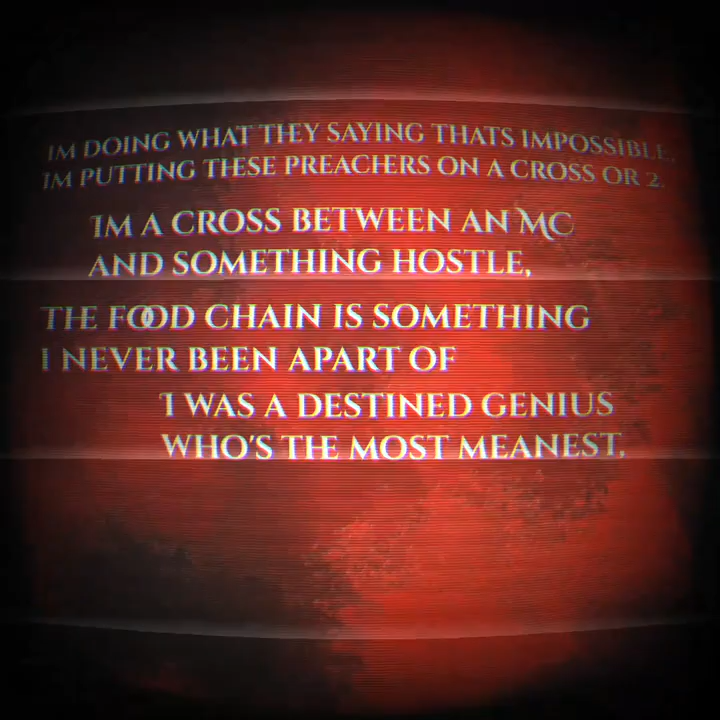 IM DOING WHAT THEY SAYING THATS IMPOSSIBLE,
IM PUTTING THESE PREACHERS ON A CROSS OR 2.
IM A CROSS BETWEEN AN MC
AND SOMETHING HOSTLE,
THE FOOD CHAIN IS SOMETHING
I NEVER BEEN APART OF
I WAS A DESTINED GENIUS
WHO'S THE MOST MEANEST,